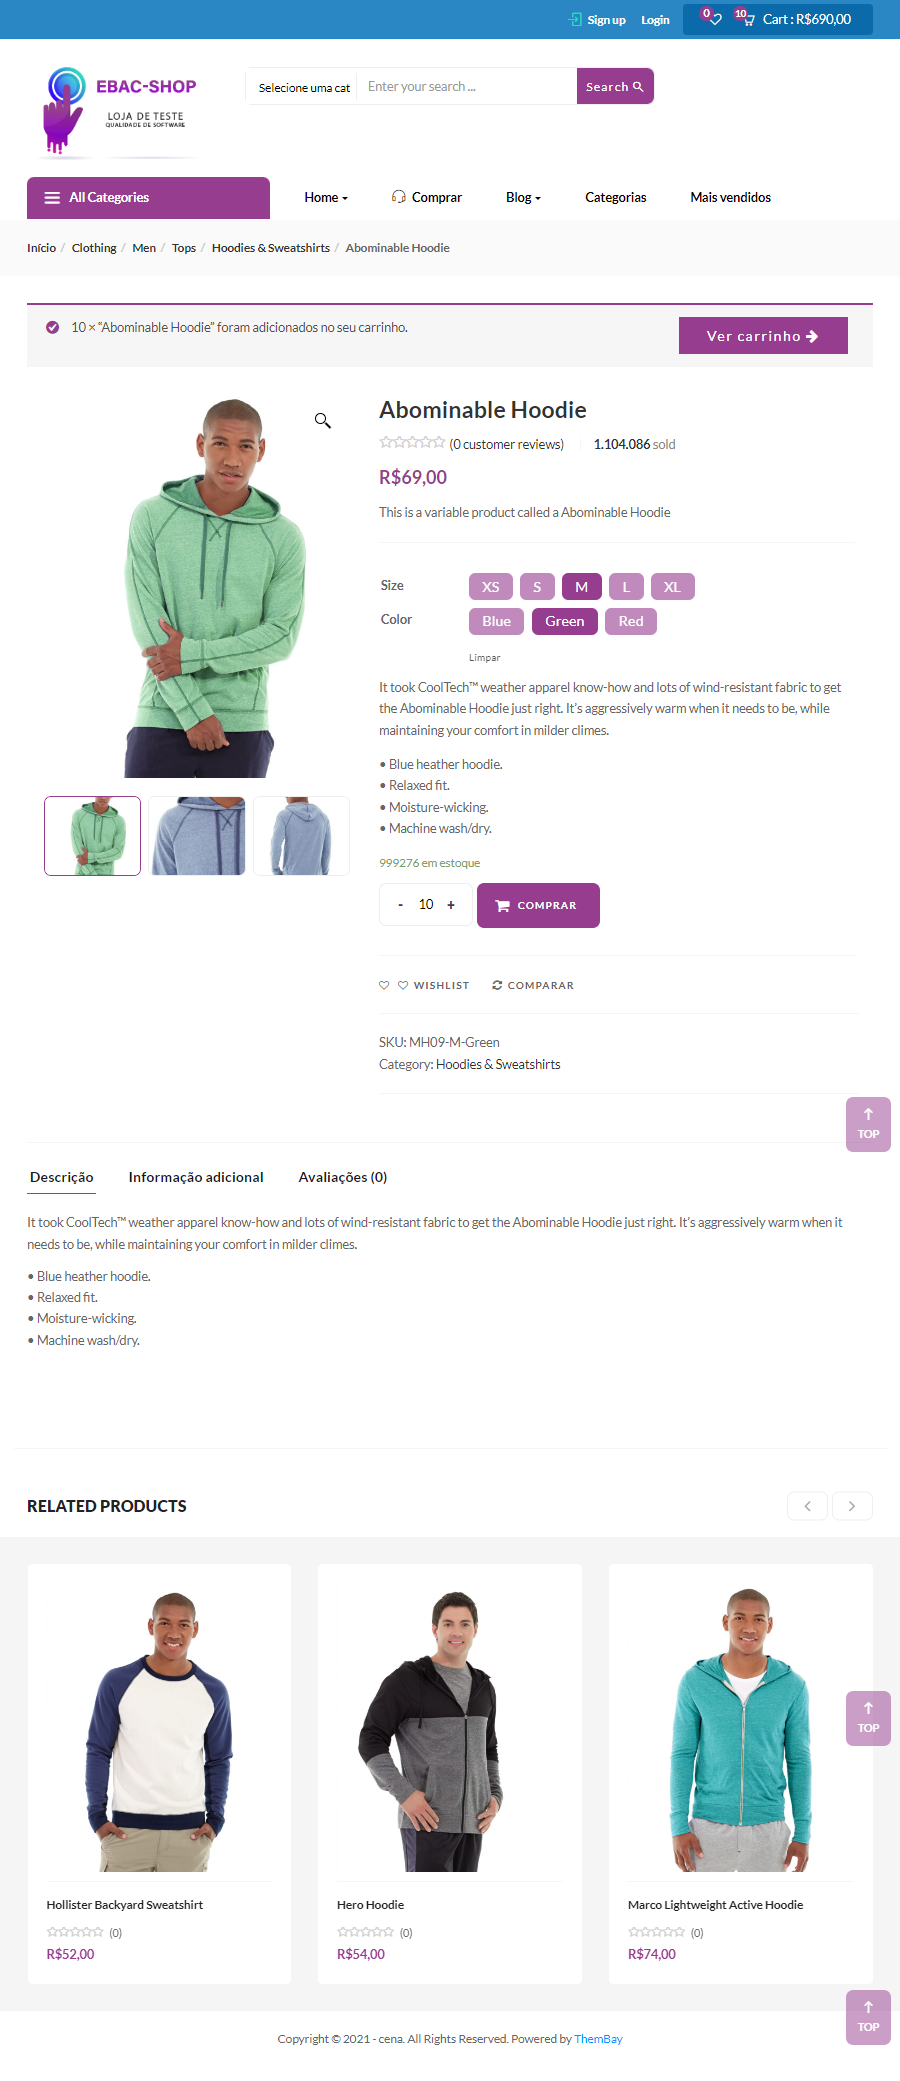 Sign up Login 0 10 Cart : R$690,00
EBAC-SHOP
LOJA DE TESTE
QUALIDADE DE SOFTWARE
Selecione uma cat Enter your search ... Search
All Categories Home Comprar Blog Categorias Mais vendidos
Início / Clothing / Men / Tops / Hoodies & Sweatshirts / Abominable Hoodie
10 × “Abominable Hoodie” foram adicionados no seu carrinho. Ver carrinho
Abominable Hoodie
(0 customer reviews) 1.104.086 sold
R$69,00
This is a variable product called a Abominable Hoodie
Size XS S M L XL
Color Blue Green Red
Limpar
It took CoolTech™ weather apparel know-how and lots of wind-resistant fabric to get
the Abominable Hoodie just right. It’s aggressively warm when it needs to be, while
maintaining your comfort in milder climes.
• Blue heather hoodie.
• Relaxed fit.
• Moisture-wicking.
• Machine wash/dry.
999276 em estoque
- 10 + COMPRAR
WISHLIST COMPARAR
SKU: MH09-M-Green
Category: Hoodies & Sweatshirts
TOP
Descrição Informação adicional Avaliações (0)
It took CoolTech™ weather apparel know-how and lots of wind-resistant fabric to get the Abominable Hoodie just right. It’s aggressively warm when it
needs to be, while maintaining your comfort in milder climes.
• Blue heather hoodie.
• Relaxed fit.
• Moisture-wicking.
• Machine wash/dry.
RELATED PRODUCTS
TOP
Hollister Backyard Sweatshirt Hero Hoodie Marco Lightweight Active Hoodie
(0) (0) (0)
R$52,00 R$54,00 R$74,00
TOP
Copyright © 2021 - cena. All Rights Reserved. Powered by ThemBay